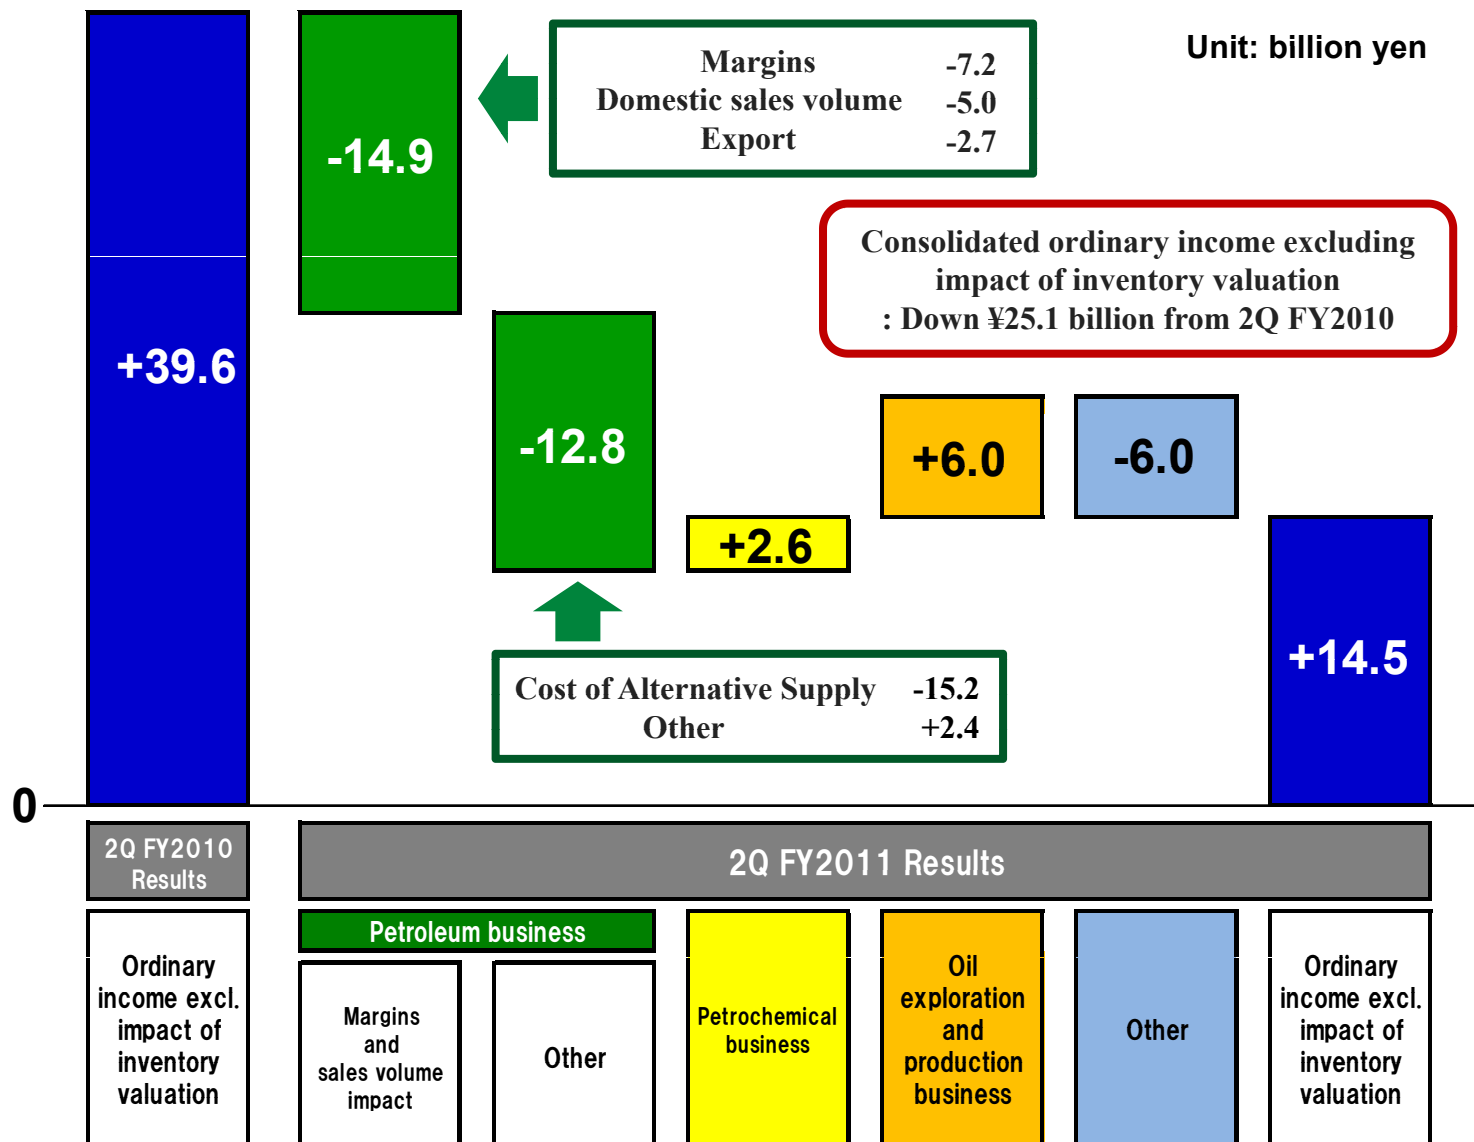 Unit: billion yen
Margins -7.2
Domestic sales volume -5.0
Export -2.7
-14.9
Consolidated ordinary income excluding
impact of inventory valuation
: Down ¥25.1 billion from 2Q FY2010
+39.6
-12.8
+6.0
-6.0
+2.6
+14.5
Cost of Alternative Supply -15.2
Other +2.4
0
2Q FY2010
Results
2Q FY2011 Results
Petroleum business
Ordinary
income excl.
impact of
inventory
valuation
Margins
and
sales volume
impact
Other
Petrochemical
business
Oil
exploration
and
production
business
Other
Ordinary
income excl.
impact of
inventory
valuation